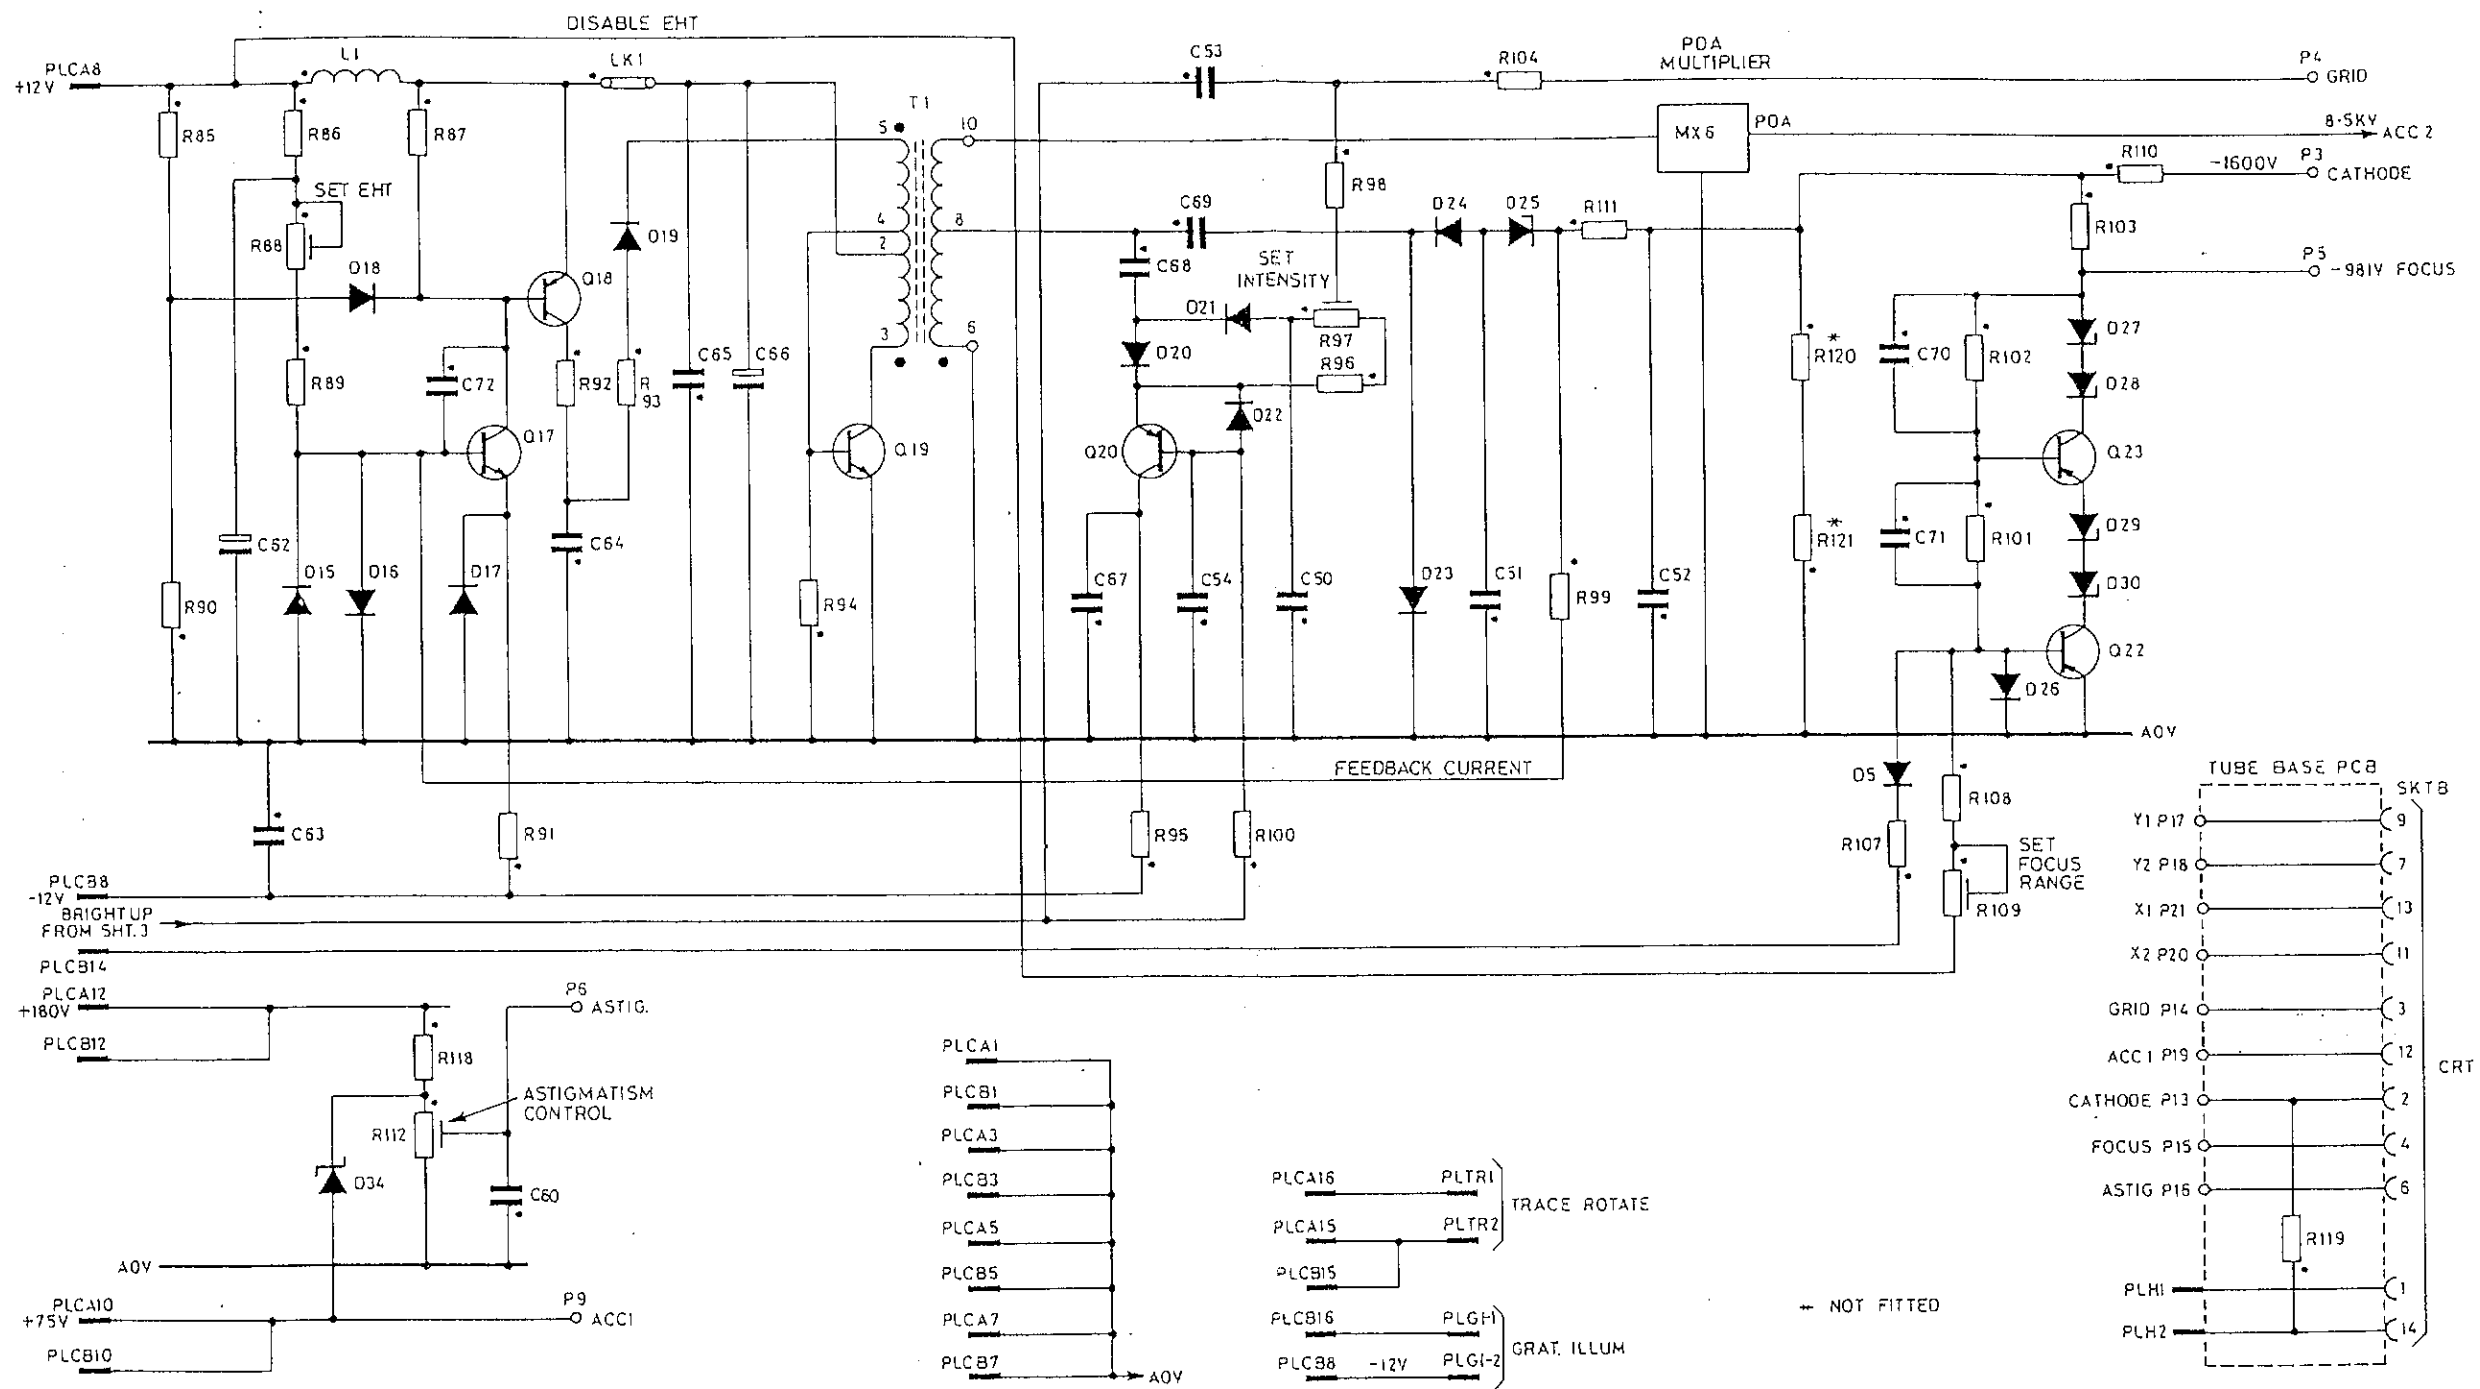 DISABLE EHT
PLCA8
+12V
L1
LK1
C53
R104
PDA
MULTIPLIER
P4
GRID
R85
R86
R87
T1
5
10
MX6
PDA
8·5KV
ACC 2
SET EHT
R98
R110
-1600V
P3
CATHODE
R88
D19
4
2
8
C69
D24
D25
R111
R103
D18
Q18
C68
SET
INTENSITY
P5
-981V FOCUS
D21
R97
3
6
R89
C72
R92
R
93
C65
C66
D20
R96
*
R120
C70
R102
D27
D28
Q17
Q19
Q20
D22
Q23
C62
C64
*
R121
C71
R101
D29
D15
D16
D17
R90
R94
C67
C54
C50
D23
C51
R99
C52
D30
Q22
D26
A0V
FEEDBACK CURRENT
C63
R91
R95
R100
D5
R108
R107
SET
FOCUS
RANGE
R109
PLCB8
-12V
BRIGHT UP
FROM SHT.3
PLCB14
PLCA12
+180V
PLCB12
P6
ASTIG.
R118
ASTIGMATISM
CONTROL
R112
D34
C60
A0V
PLCA10
+75V
PLCB10
P9
ACC1
PLCA1
PLCB1
PLCA3
PLCB3
PLCA5
PLCB5
PLCA7
PLCB7
A0V
PLCA16 PLTR1
PLCA15 PLTR2
PLCB15
TRACE ROTATE
PLCB16 PLGI-1
PLCB8 -12V PLGI-2
GRAT. ILLUM
* NOT FITTED
TUBE BASE PCB
SKTB
Y1 P17 9
Y2 P18 7
X1 P21 13
X2 P20 11
GRID P14 3
ACC 1 P19 12
CATHODE P13 2
FOCUS P15 4
ASTIG P16 6
R119
PLH1 1
PLH2 14
CRT